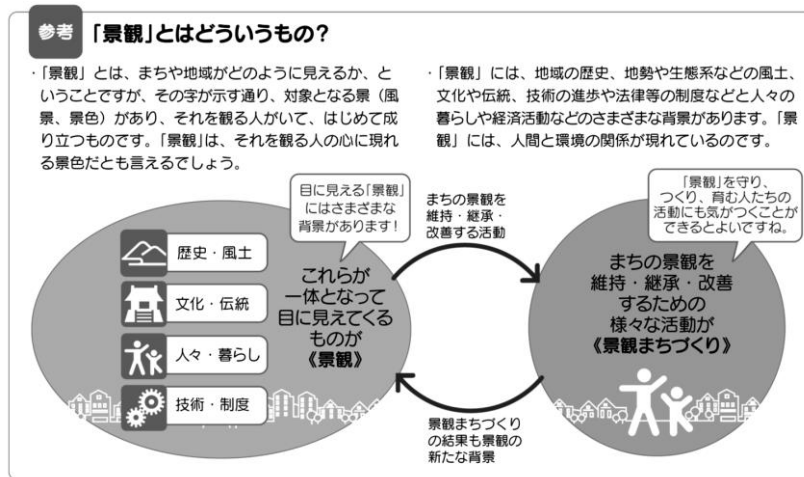 参考 「景観」とはどういうもの?
・「景観」とは、まちや地域がどのように見えるか、と
いうことですが、その字が示す通り、対象となる景（風
景、景色）があり、それを観る人がいて、はじめて成
り立つものです。「景観」は、それを観る人の心に現れ
る景色だとも言えるでしょう。
・「景観」には、地域の歴史、地勢や生態系などの風土、
文化や伝統、技術の進歩や法律等の制度などと人々の
暮らしや経済活動などのさまざまな背景があります。「景
観」には、人間と環境の関係が現れているのです。
目に見える「景観」
にはさまざまな
背景があります！
歴史・風土
文化・伝統
人々・暮らし
技術・制度
これらが
一体となって
目に見えてくる
ものが
《景観》
まちの景観を
維持・継承・
改善する活動
「景観」を守り、
つくり、育む人たちの
活動にも気がつくことが
できるとよいですね。
まちの景観を
維持・継承・改善
するための
様々な活動が
《景観まちづくり》
景観まちづくり
の結果も景観の
新たな背景